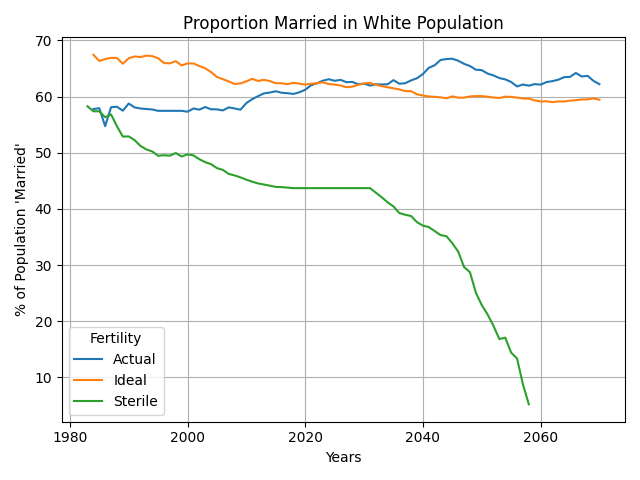 Proportion Married in White Population
70
60
50
40
30
20
10
% of Population 'Married'
Fertility
Actual
Ideal
Sterile
1980
2000
2020
2040
2060
Years